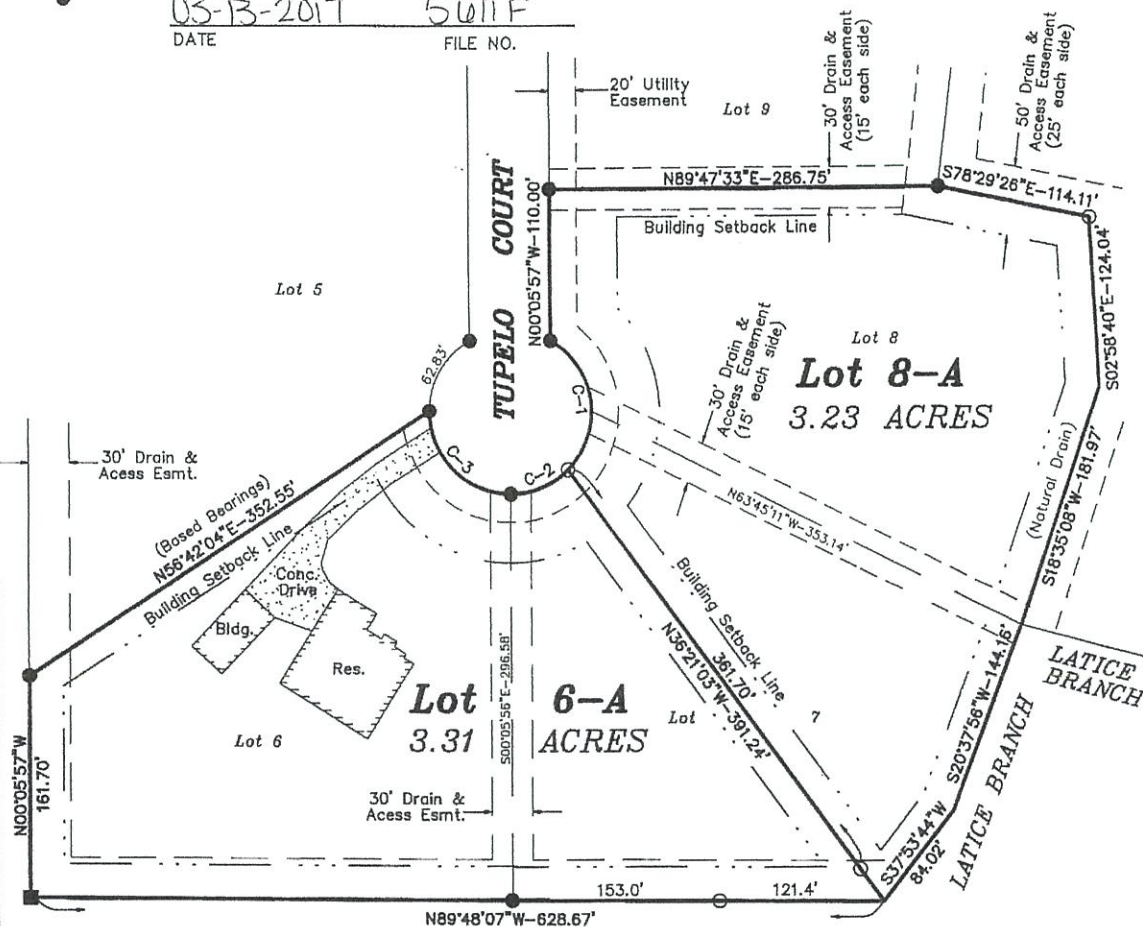 03-13-2017 5611F
DATE FILE NO.
20' Utility
Easement
Lot 9
30' Drain &
Access Easement
(15' each side)
50' Drain &
Access Easement
(25' each side)
N89°47'33"E-286.75'
S78°29'26"E-114.11'
Building Setback Line
TUPELO COURT
N00°05'57"W-110.00'
Lot 5
62.83'
C-1
C-2
C-3
30' Drain &
Access Easement
(15' each side)
Lot 8
Lot 8-A
3.23 ACRES
S02°58'40"E-124.04'
(Natural Drain)
S18°35'08"W-181.97'
N63°45'11"W-353.14'
30' Drain &
Acess Esmt.
(Based Bearings)
N56°42'04"E-352.55'
Building Setback Line
Conc.
Drive
Bldg.
Res.
Building Setback Line
361.70'
N36°21'03"W-391.24'
S00°05'56"E-296.58'
Lot 6-A
3.31 ACRES
Lot 6
Lot 7
LATICE
BRANCH
S20°37'56"W-144.16'
LATICE BRANCH
N00°05'57"W
161.70'
30' Drain &
Acess Esmt.
S37°53'44"W
84.02'
153.0'
121.4'
N89°48'07"W-628.67'